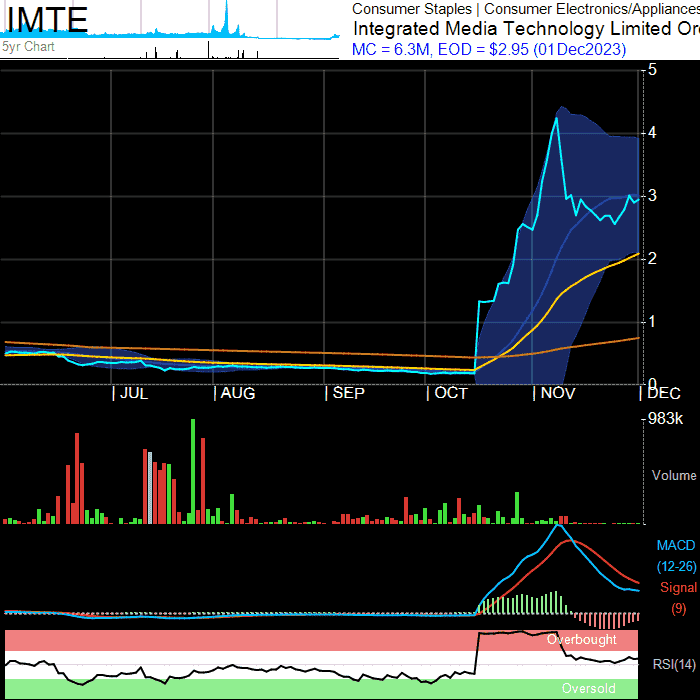 IMTE
5yr Chart
Consumer Staples | Consumer Electronics/Appliances
Integrated Media Technology Limited Or
MC = 6.3M, EOD = $2.95 (01Dec2023)
5
4
3
2
1
0
JUL
AUG
SEP
OCT
NOV
DEC
983k
Volume
MACD
(12-26)
Signal
(9)
Overbought
RSI(14)
Oversold